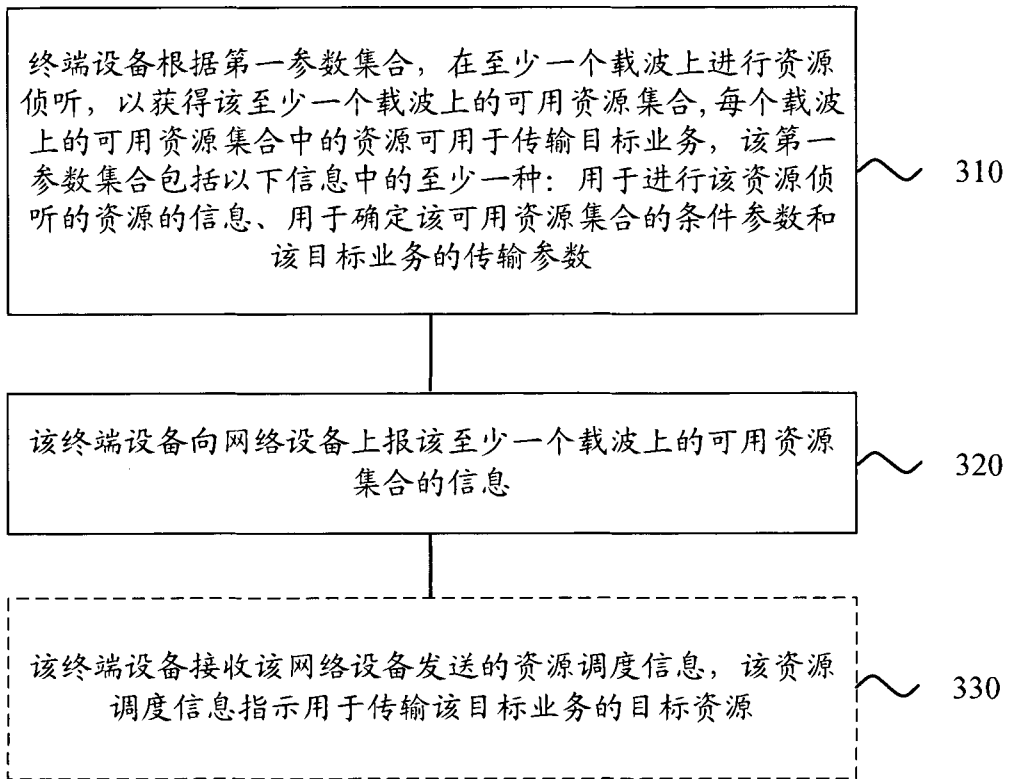 终端设备根据第一参数集合，在至少一个载波上进行资源
侦听，以获得该至少一个载波上的可用资源集合,每个载波
上的可用资源集合中的资源可用于传输目标业务，该第一
参数集合包括以下信息中的至少一种：用于进行该资源侦
听的资源的信息、用于确定该可用资源集合的条件参数和
该目标业务的传输参数
310
该终端设备向网络设备上报该至少一个载波上的可用资源
集合的信息
320
该终端设备接收该网络设备发送的资源调度信息，该资源
调度信息指示用于传输该目标业务的目标资源
330